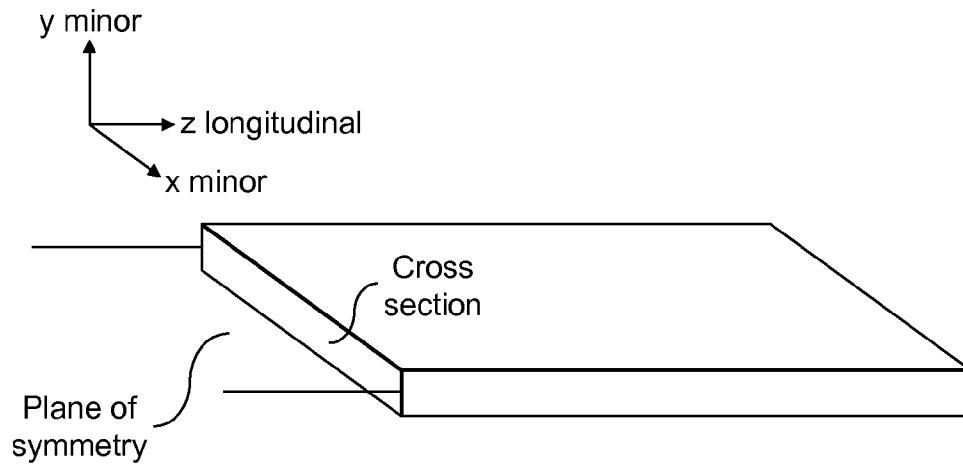 y minor
z longitudinal
x minor
Cross
section
Plane of
symmetry